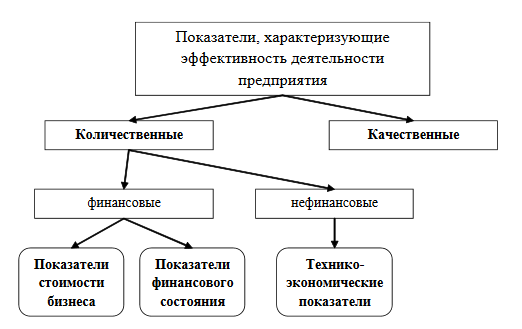 Показатели, характеризующие
эффективность деятельности
предприятия
Количественные
Качественные
финансовые
нефинансовые
Показатели
стоимости
бизнеса
Показатели
финансового
состояния
Технико-
экономические
показатели